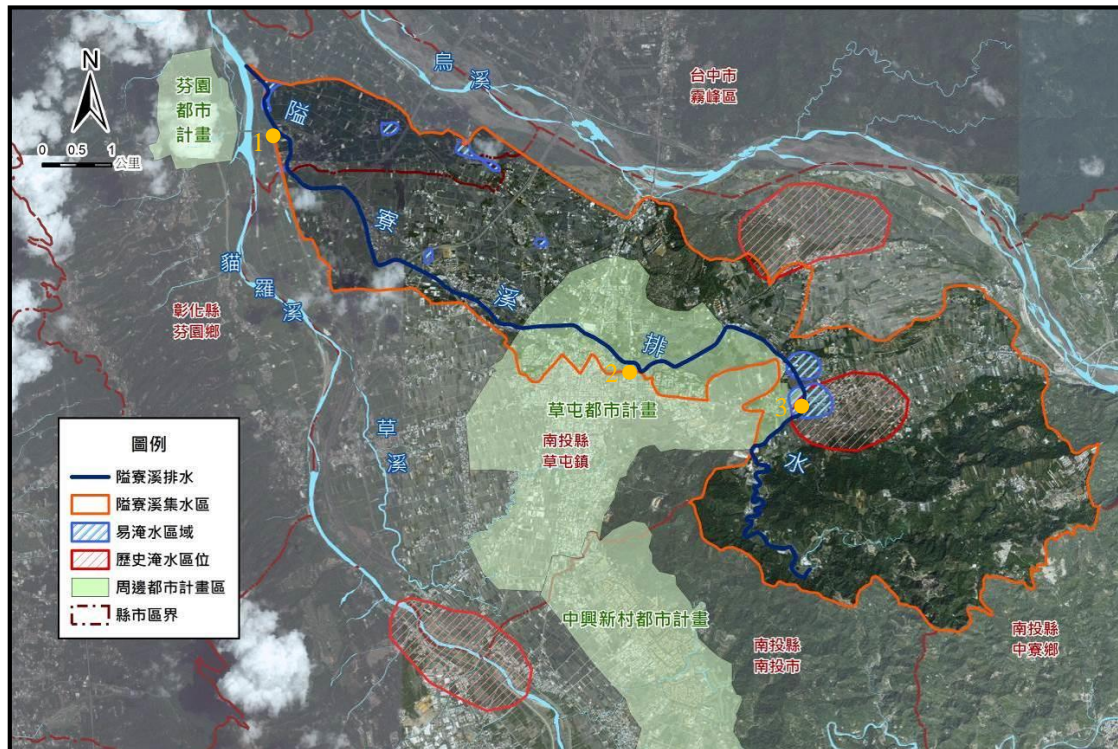 N
0 0.5 1
公里
芬園
都市
計畫
烏
溪
台中市
霧峰區
隘
寮
溪
排
水
1
2
3
貓
羅
溪
彰化縣
芬園鄉
草
溪
草屯都市計畫
南投縣
草屯鎮
中興新村都市計畫
南投縣
南投市
南投縣
中寮鄉
圖例
隘寮溪排水
隘寮溪集水區
易淹水區域
歷史淹水區位
周邊都市計畫區
縣市區界